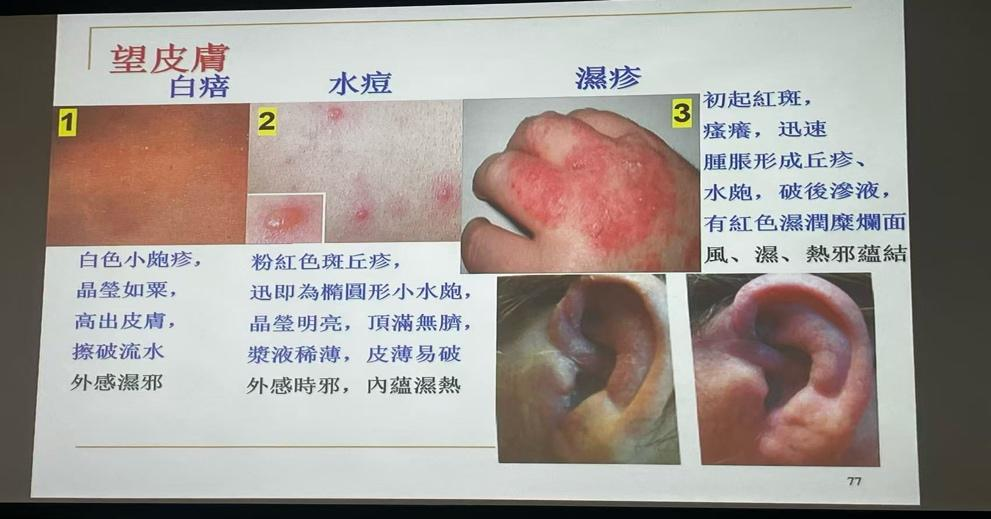 望皮膚
白㾦
水痘
濕疹
1
2
3
白色小皰疹，
晶瑩如粟，
高出皮膚，
擦破流水
外感濕邪
粉紅色斑丘疹，
迅即為橢圓形小水皰，
晶瑩明亮，頂滿無臍，
漿液稀薄，皮薄易破
外感時邪，內蘊濕熱
初起紅斑，
瘙癢，迅速
腫脹形成丘疹、
水皰，破後滲液，
有紅色濕潤糜爛面
風、濕、熱邪蘊結
77